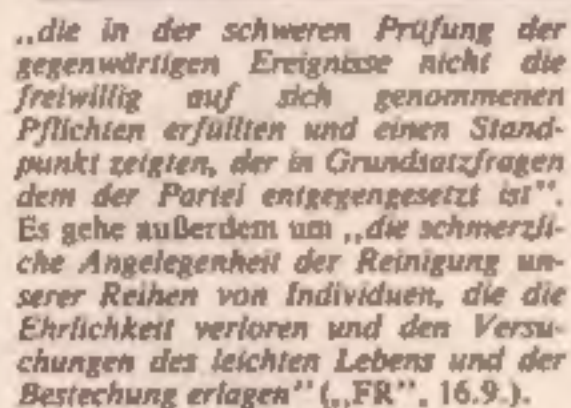 „die in der schweren Prüfung der
gegenwärtigen Ereignisse nicht die
freiwillig auf sich genommenen
Pflichten erfüllten und einen Stand-
punkt zeigten, der in Grundsatzfragen
dem der Partei entgegengesetzt ist".
Es gehe außerdem um „die schmerzli-
che Angelegenheit der Reinigung un-
serer Reihen von Individuen, die die
Ehrlichkeit verloren und den Versu-
chungen des leichten Lebens und der
Bestechung erlagen" („FR", 16.9.).